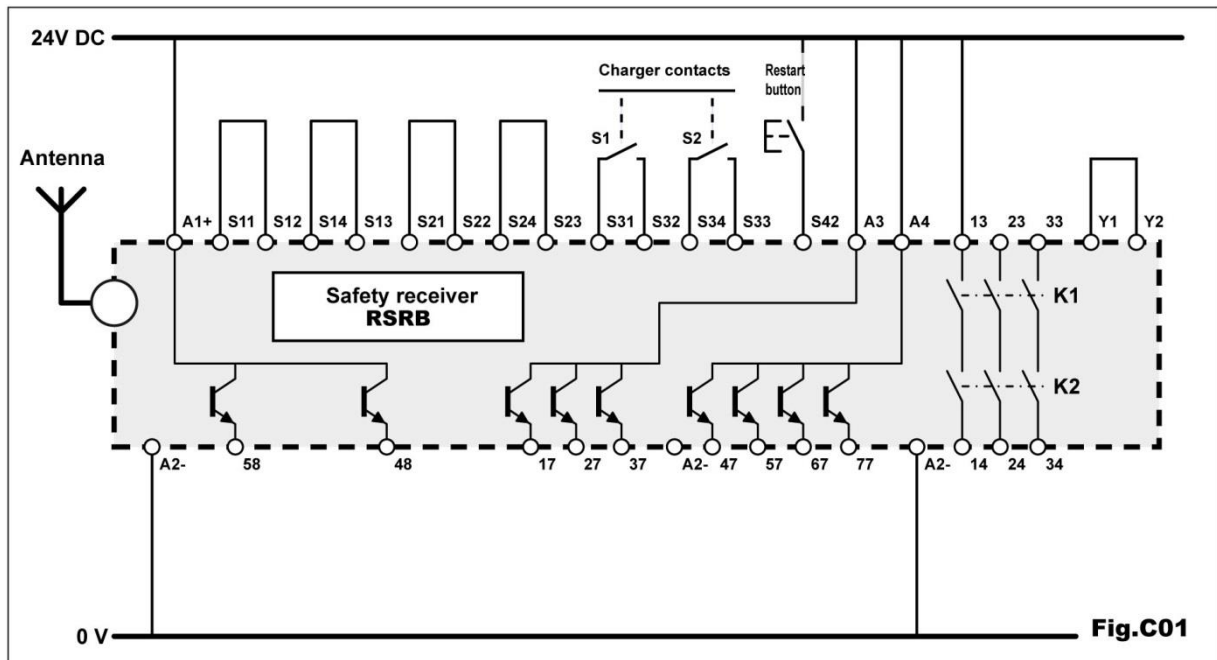 24V DC
Charger contacts
Restart
button
S1
S2
Antenna
A1+ S11 S12 S14 S13 S21 S22 S24 S23 S31 S32 S34 S33 S42 A3 A4 13 23 33 Y1 Y2
Safety receiver
RSRB
K1
K2
A2- 58 48 17 27 37 A2- 47 57 67 77 A2- 14 24 34
0 V
Fig.C01